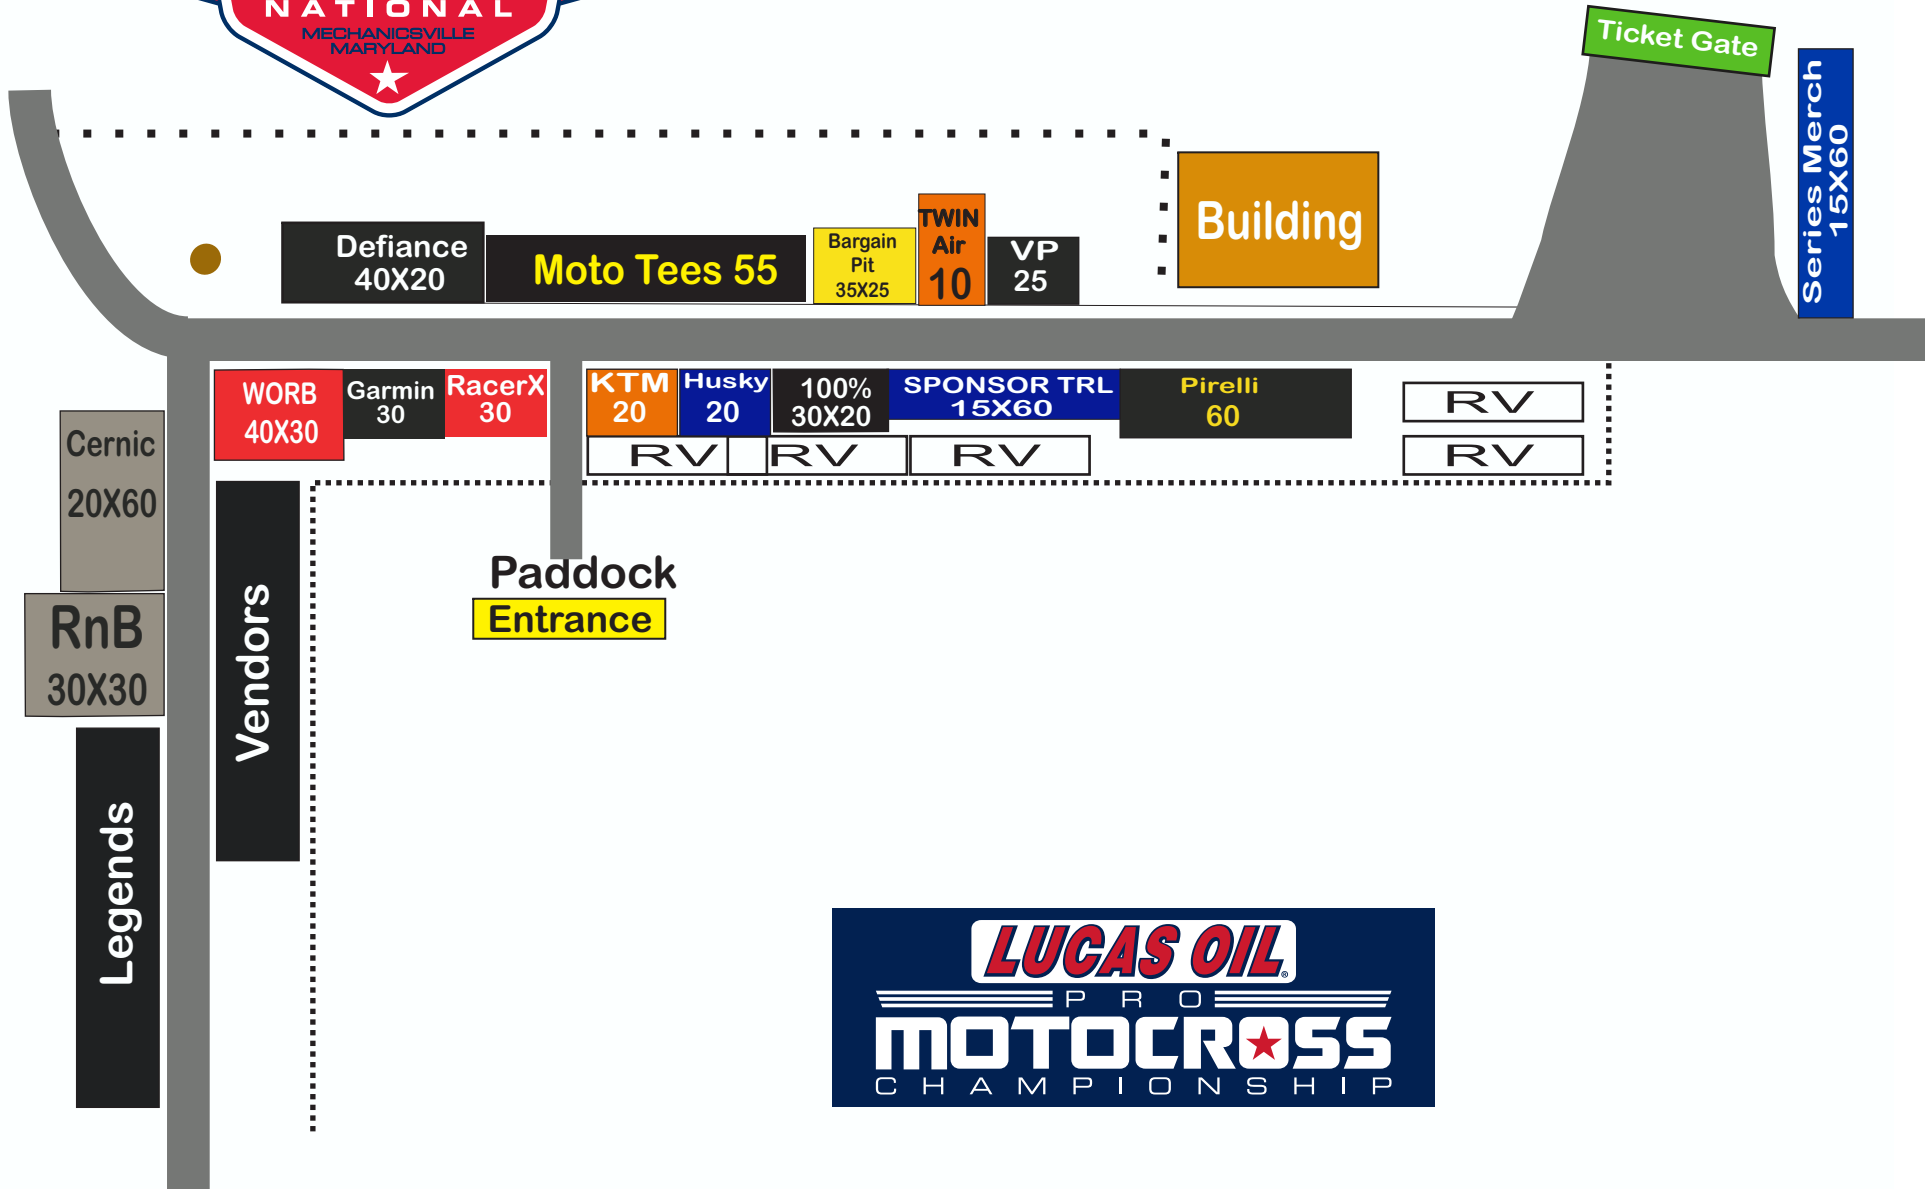 NATIONAL
MECHANICSVILLE
MARYLAND
Ticket Gate
Series Merch
15X60
Building
Defiance
40X20
Moto Tees 55
Bargain
Pit
35X25
TWIN
Air
10
VP
25
WORB
40X30
Garmin
30
RacerX
30
KTM
20
Husky
20
100%
30X20
SPONSOR TRL
15X60
Pirelli
60
RV
RV
RV
RV
RV
Cernic
20X60
RnB
30X30
Vendors
Legends
Paddock
Entrance
LUCAS OIL®
PRO
MOTOCROSS
CHAMPIONSHIP